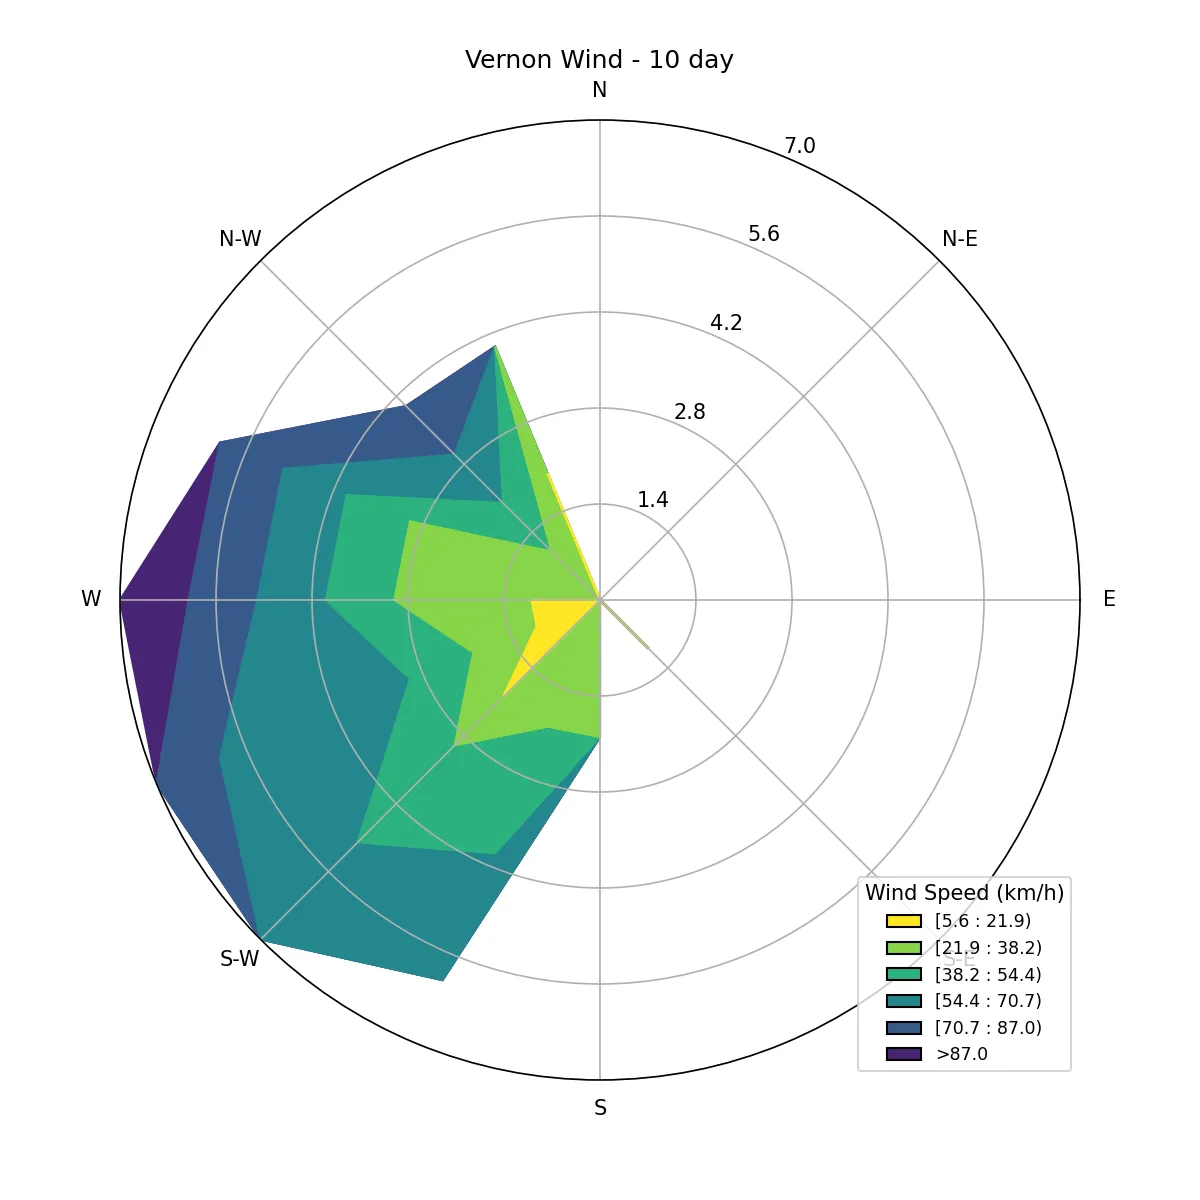 Vernon Wind - 10 day
N
7.0
N-W
5.6
N-E
4.2
2.8
1.4
W
E
Wind Speed (km/h)
[5.6 : 21.9)
[21.9 : 38.2)
S-W
S-E
[38.2 : 54.4)
[54.4 : 70.7)
[70.7 : 87.0)
>87.0
S